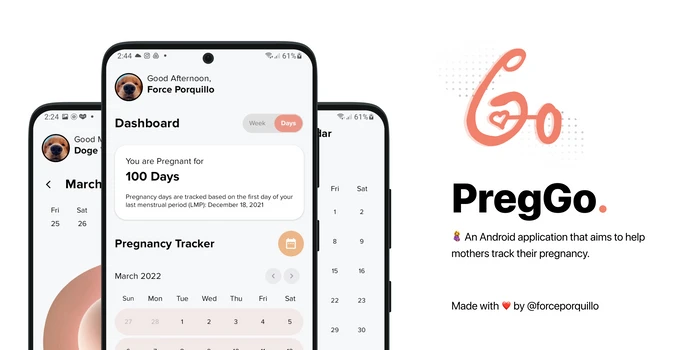 2:44
61%
Good Afternoon,
Force Porquillo
Dashboard
Week
Days
You are Pregnant for
100 Days
Pregnancy days are tracked based on the first day of your
last menstrual period (LMP): December 18, 2021
Pregnancy Tracker
March 2022
Sun Mon Tue Wed Thu Fri Sat
27 28 1 2 3 4 5
2:24
Good M
Doge
March
Fri Sat
25 26
61%
dar
Fri Sat
1 2
8 9
15 16
22 23
29 30
Go
PregGo.
An Android application that aims to help
mothers track their pregnancy.
Made with ❤️ by @forceporquillo